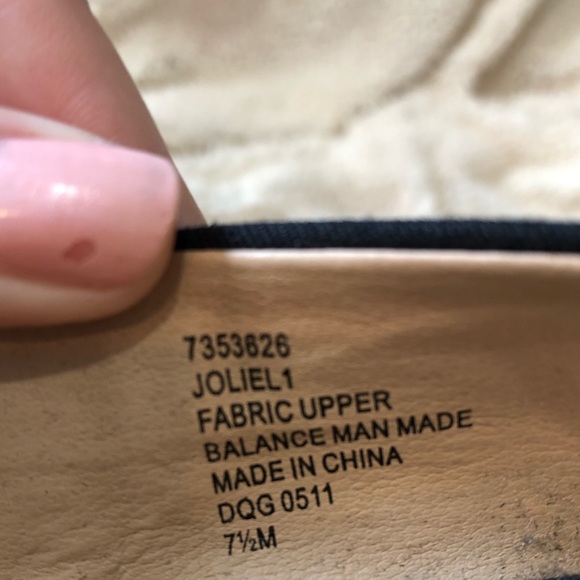 7353626
JOLIEL1
FABRIC UPPER
BALANCE MAN MADE
MADE IN CHINA
DQG 0511
7½M